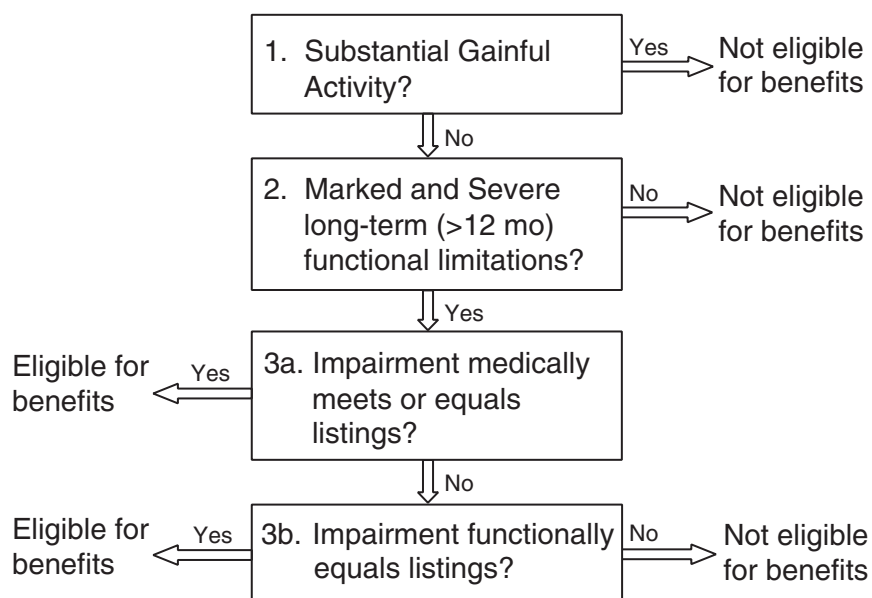 1. Substantial Gainful
Activity?
Yes
Not eligible
for benefits
No
2. Marked and Severe
long-term (>12 mo)
functional limitations?
No
Not eligible
for benefits
Yes
3a. Impairment medically
meets or equals
listings?
Yes
Eligible for
benefits
No
3b. Impairment functionally
equals listings?
Yes
Eligible for
benefits
No
Not eligible
for benefits